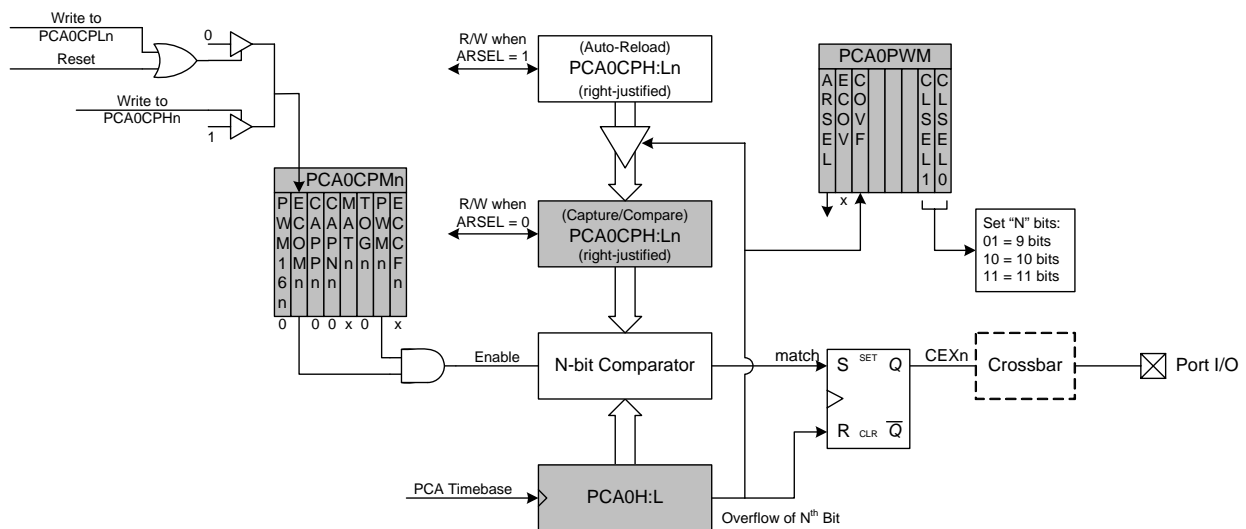 Write to
PCA0CPLn
Reset
0
Write to
PCA0CPHn
1
R/W when
ARSEL = 1
(Auto-Reload)
PCA0CPH:Ln
(right-justified)
PCA0PWM
ARSEL
ECOV
COVF
CLSEL1
CLSEL0
x
PCA0CPMn
PWM16n
ECOMn
CAPPn
CAPNn
MATn
TOGn
PWMn
ECCFn
0
0
0
x
0
x
R/W when
ARSEL = 0
(Capture/Compare)
PCA0CPH:Ln
(right-justified)
Set “N” bits:
01 = 9 bits
10 = 10 bits
11 = 11 bits
Enable
N-bit Comparator
match
S SET Q
R CLR Q̅
CEXn
Crossbar
Port I/O
PCA Timebase
PCA0H:L
Overflow of Nth Bit